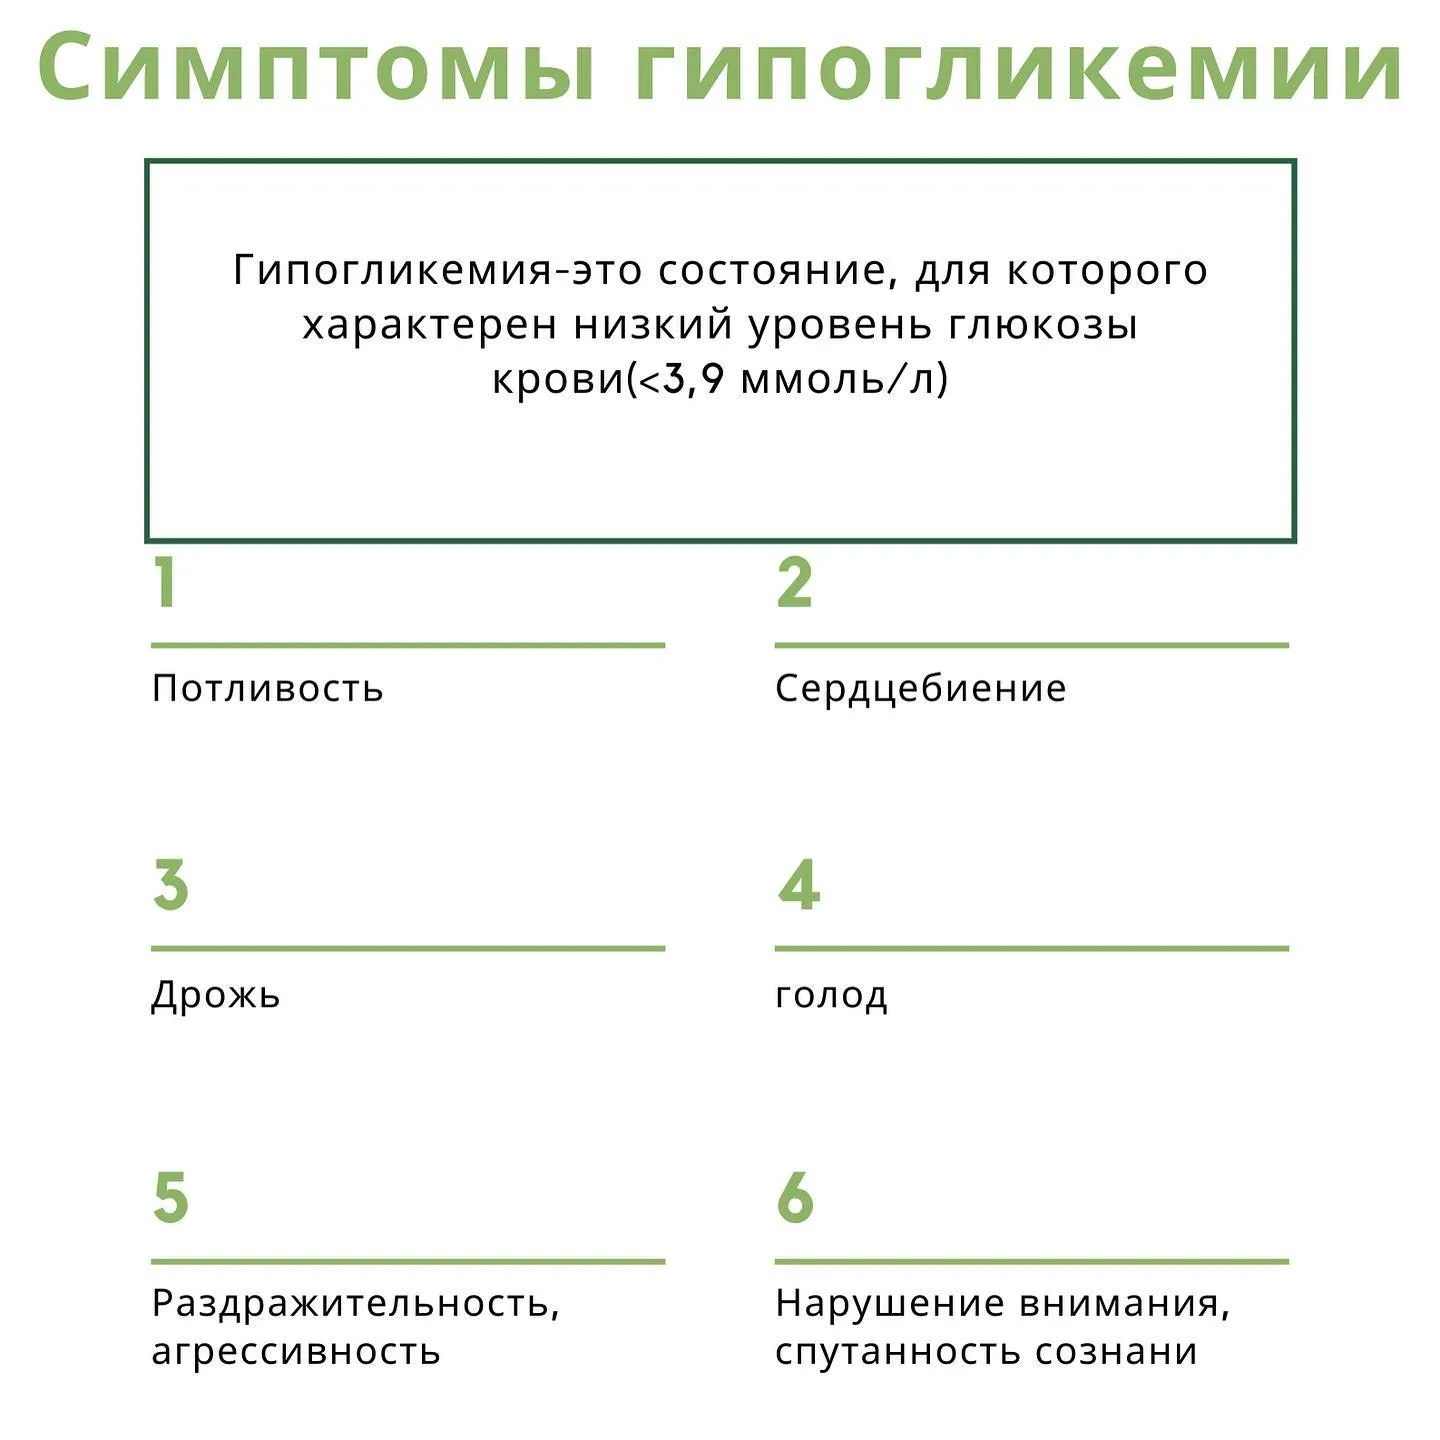 Симптомы гипогликемии
Гипогликемия-это состояние, для которого
характерен низкий уровень глюкозы
крови(<3,9 ммоль/л)
1
Потливость
2
Сердцебиение
3
Дрожь
4
голод
5
Раздражительность,
агрессивность
6
Нарушение внимания,
спутанность сознани